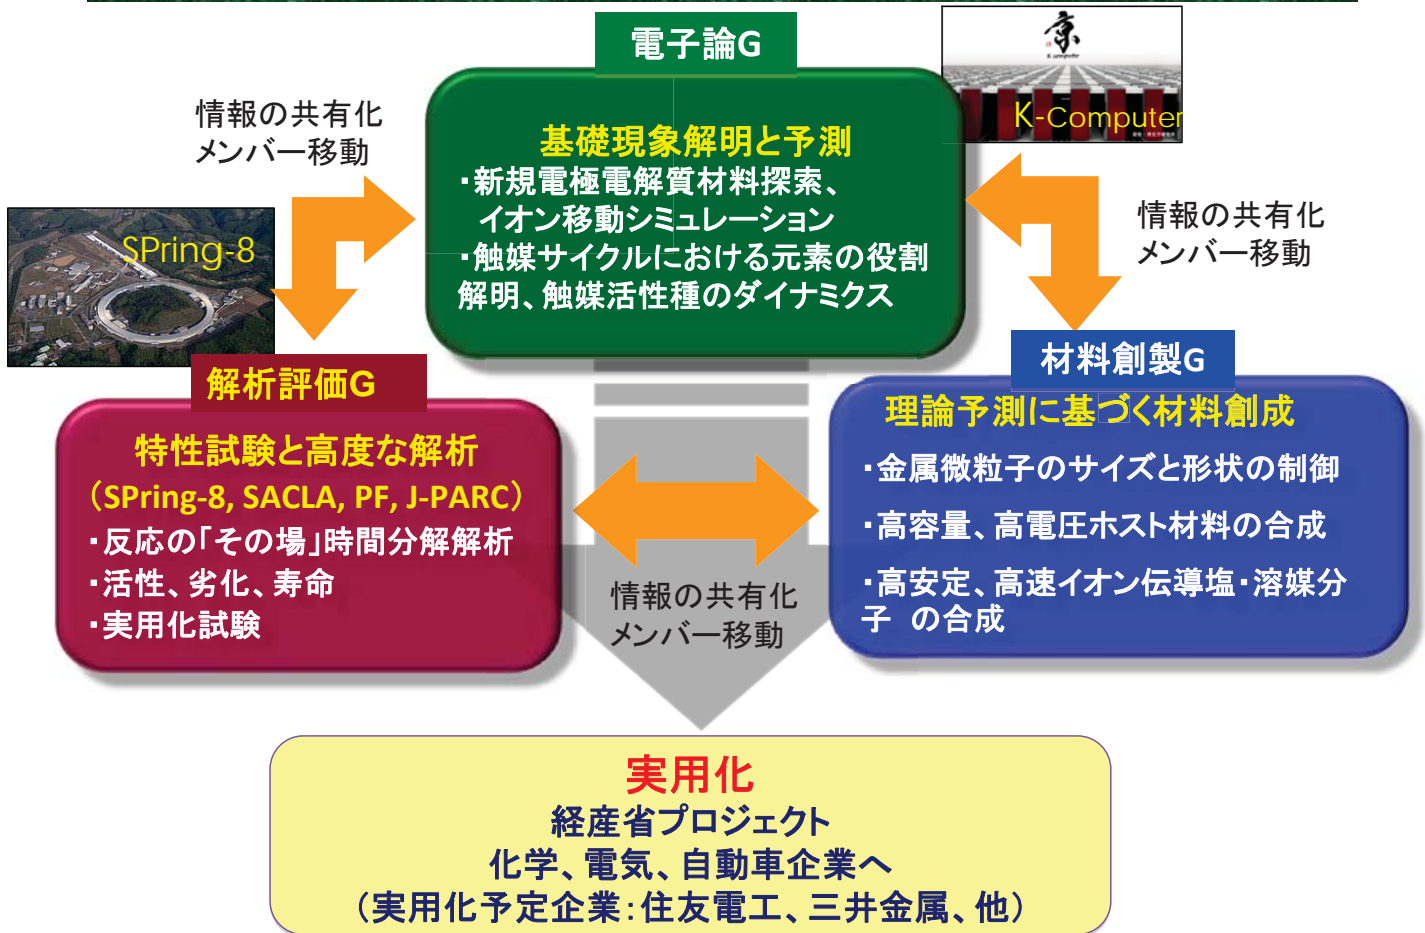 電子論G
京
K computer
K-Computer
基礎現象解明と予測
・新規電極電解質材料探索、
イオン移動シミュレーション
・触媒サイクルにおける元素の役割
解明、触媒活性種のダイナミクス
情報の共有化
メンバー移動
SPring-8
情報の共有化
メンバー移動
解析評価G
特性試験と高度な解析
（SPring-8, SACLA, PF, J-PARC）
・反応の「その場」時間分解解析
・活性、劣化、寿命
・実用化試験
情報の共有化
メンバー移動
材料創製G
理論予測に基づく材料創成
・金属微粒子のサイズと形状の制御
・高容量、高電圧ホスト材料の合成
・高安定、高速イオン伝導塩・溶媒分
子 の合成
実用化
経産省プロジェクト
化学、電気、自動車企業へ
（実用化予定企業：住友電工、三井金属、他）